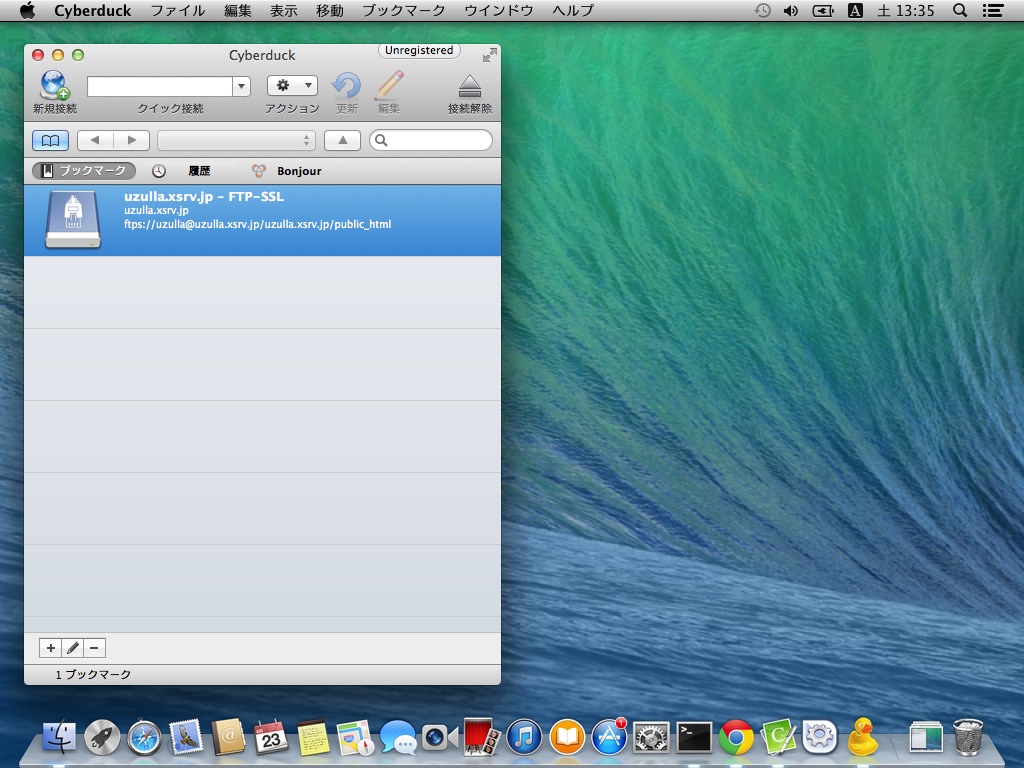 Cyberduck ファイル 編集 表示 移動 ブックマーク ウインドウ ヘルプ A 土 13:35
Cyberduck Unregistered
新規接続 クイック接続 アクション 更新 編集 接続解除
ブックマーク 履歴 Bonjour
uzulla.xsrv.jp – FTP-SSL
uzulla.xsrv.jp
ftps://uzulla@uzulla.xsrv.jp/uzulla.xsrv.jp/public_html
1 ブックマーク
23
1